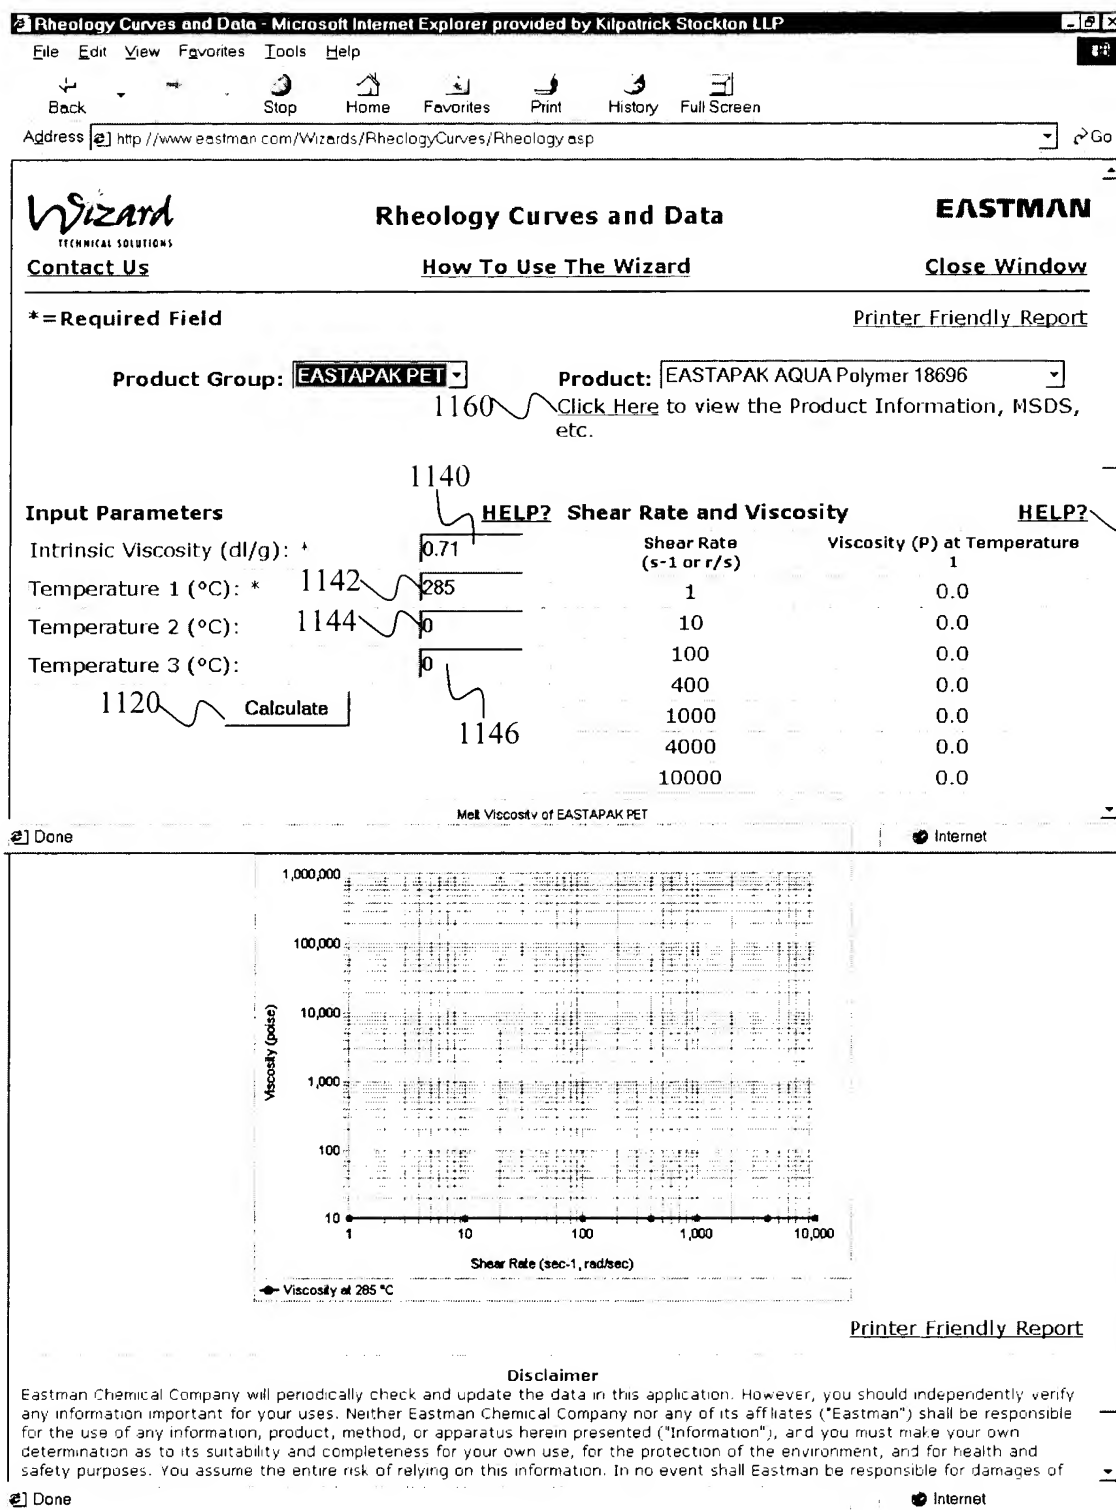 Rheology Curves and Data - Microsoft Internet Explorer provided by Kilpatrick Stockton LLP
File Edit View Favorites Tools Help
Back Stop Home Favorites Print History Full Screen
Address http://www.eastman.com/Wizards/RheologyCurves/Rheology.asp Go
Wizard
TECHNICAL SOLUTIONS
Rheology Curves and Data
EASTMAN
Contact Us How To Use The Wizard Close Window
*=Required Field Printer Friendly Report
Product Group: EASTAPAK PET Product: EASTAPAK AQUA Polymer 18696
1160 Click Here to view the Product Information, MSDS,
etc.
1140
Input Parameters HELP? Shear Rate and Viscosity HELP?
Intrinsic Viscosity (dl/g): * 0.71 Shear Rate Viscosity (P) at Temperature
(s-1 or r/s) 1
Temperature 1 (ºC): * 1142 285 1 0.0
Temperature 2 (ºC): 1144 0 10 0.0
Temperature 3 (ºC): 0 100 0.0
400 0.0
1120 Calculate 1000 0.0
1146 4000 0.0
10000 0.0
Melt Viscosity of EASTAPAK PET
Done Internet
1,000,000
100,000
10,000
Viscosity (poise)
1,000
100
10
1 10 100 1,000 10,000
Shear Rate (sec-1, rad/sec)
Viscosity at 285 °C
Printer Friendly Report
Disclaimer
Eastman Chemical Company will periodically check and update the data in this application. However, you should independently verify
any information important for your uses. Neither Eastman Chemical Company nor any of its affiliates ("Eastman") shall be responsible
for the use of any information, product, method, or apparatus herein presented ("Information"), and you must make your own
determination as to its suitability and completeness for your own use, for the protection of the environment, and for health and
safety purposes. You assume the entire risk of relying on this information. In no event shall Eastman be responsible for damages of
Done Internet